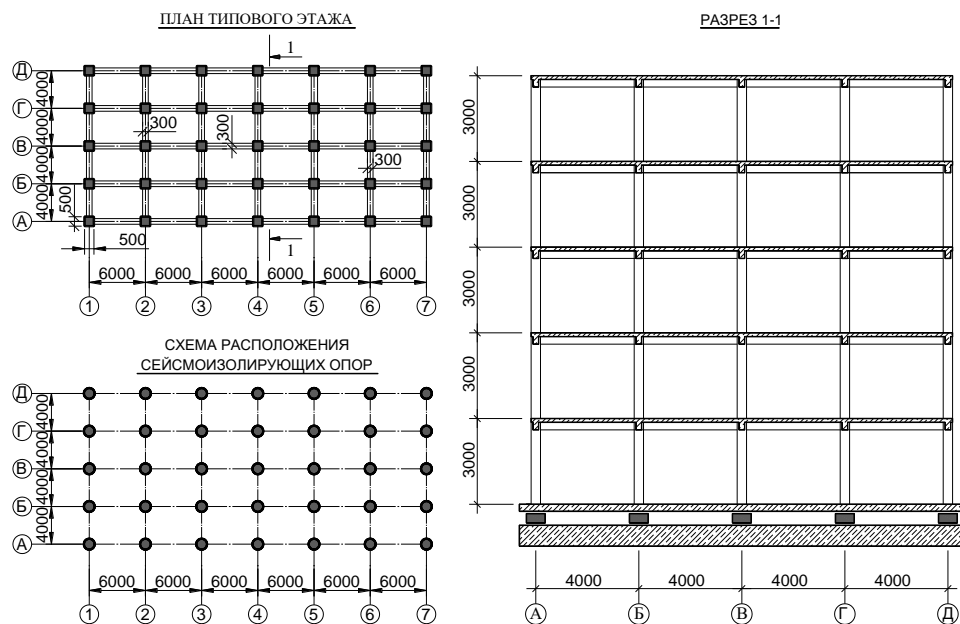 ПЛАН ТИПОВОГО ЭТАЖА
1
Д
4000
Г
4000
300
300
В
4000
300
Б
4000
500
А
500
1
6000 6000 6000 6000 6000 6000
1 2 3 4 5 6 7
СХЕМА РАСПОЛОЖЕНИЯ
СЕЙСМОИЗОЛИРУЮЩИХ ОПОР
Д
4000
Г
4000
В
4000
Б
4000
А
6000 6000 6000 6000 6000 6000
1 2 3 4 5 6 7
РАЗРЕЗ 1-1
3000
3000
3000
3000
3000
4000 4000 4000 4000
А Б В Г Д